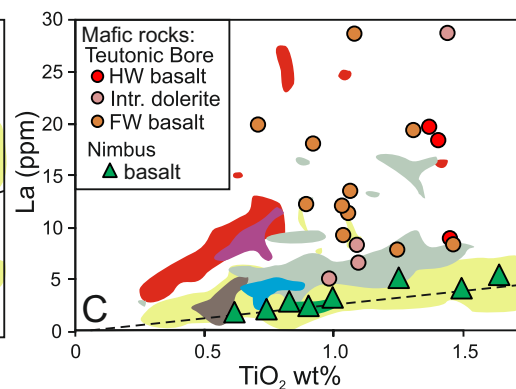 Mafic rocks:
Teutonic Bore
HW basalt
Intr. dolerite
FW basalt
Nimbus
basalt
La (ppm)
30
25
20
15
10
5
0
C
0
0.5
1.0
1.5
TiO₂ wt%